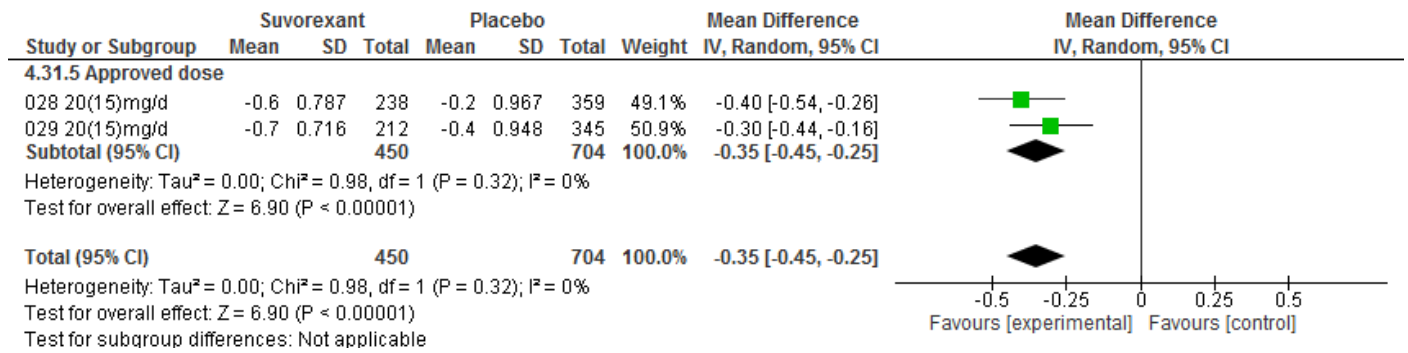 Suvorexant Placebo Mean Difference Mean Difference
Study or Subgroup Mean SD Total Mean SD Total Weight IV, Random, 95% CI IV, Random, 95% CI
4.31.5 Approved dose
028 20(15)mg/d -0.6 0.787 238 -0.2 0.967 359 49.1% -0.40 [-0.54, -0.26]
029 20(15)mg/d -0.7 0.716 212 -0.4 0.948 345 50.9% -0.30 [-0.44, -0.16]
Subtotal (95% CI) 450 704 100.0% -0.35 [-0.45, -0.25]
Heterogeneity: Tau² = 0.00; Chi² = 0.98, df = 1 (P = 0.32); I² = 0%
Test for overall effect: Z = 6.90 (P < 0.00001)
Total (95% CI) 450 704 100.0% -0.35 [-0.45, -0.25]
Heterogeneity: Tau² = 0.00; Chi² = 0.98, df = 1 (P = 0.32); I² = 0%
Test for overall effect: Z = 6.90 (P < 0.00001)
Test for subgroup differences: Not applicable
-0.5 -0.25 0 0.25 0.5
Favours [experimental] Favours [control]